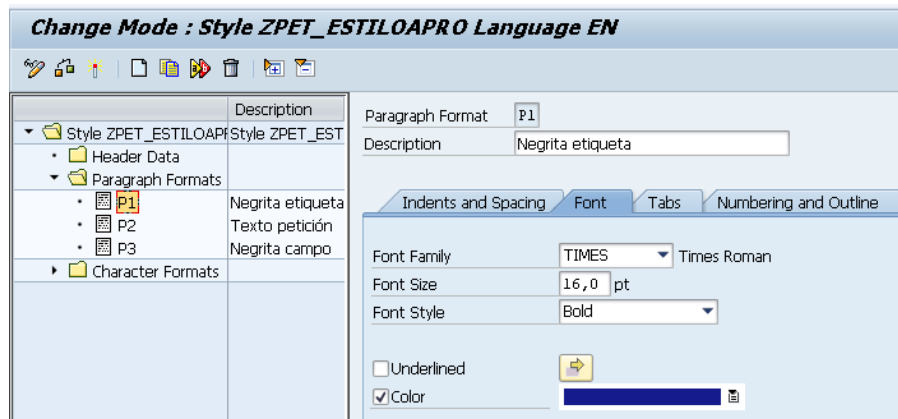 Change Mode : Style ZPET_ESTILOAPRO Language EN
Description
Style ZPET_ESTILOAPR Style ZPET_EST
Header Data
Paragraph Formats
P1 Negrita etiqueta
P2 Texto petición
P3 Negrita campo
Character Formats
Paragraph Format P1
Description Negrita etiqueta
Indents and Spacing Font Tabs Numbering and Outline
Font Family TIMES Times Roman
Font Size 16,0 pt
Font Style Bold
Underlined
Color